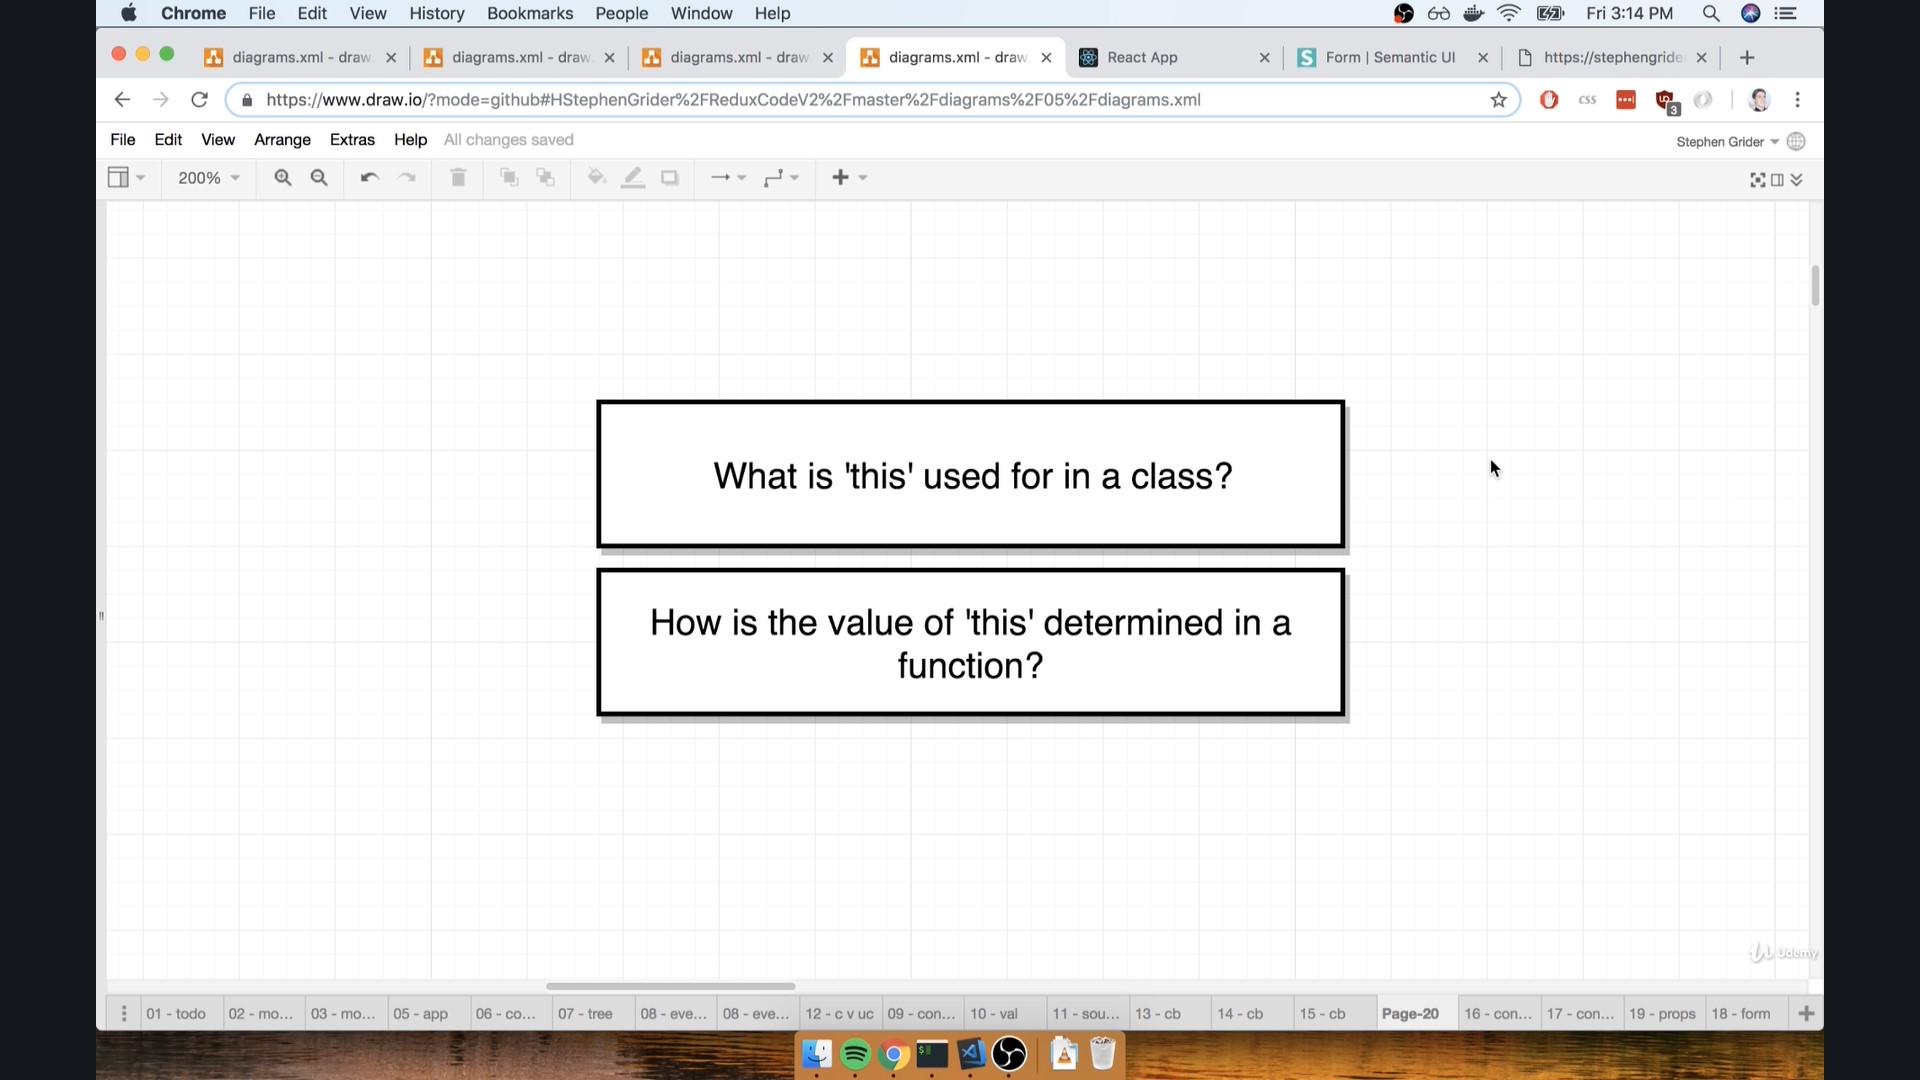 Chrome File Edit View History Bookmarks People Window Help Fri 3:14 PM
diagrams.xml - draw. diagrams.xml - draw. diagrams.xml - draw diagrams.xml - draw. React App Form | Semantic UI https://stephengride
https://www.draw.io/?mode=github#HStephenGrider%2FReduxCodeV2%2Fmaster%2Fdiagrams%2F05%2Fdiagrams.xml css 3
File Edit View Arrange Extras Help All changes saved Stephen Grider
200%
What is 'this' used for in a class?
How is the value of 'this' determined in a
function?
Udemy
01 - todo 02 - mo... 03 - mo... 05 - app 06 - co... 07 - tree 08 - eve... 08 - eve... 12 - c v uc 09 - con... 10 - val 11 - sou... 13 - cb 14 - cb 15 - cb Page-20 16 - con... 17 - con... 19 - props 18 - form